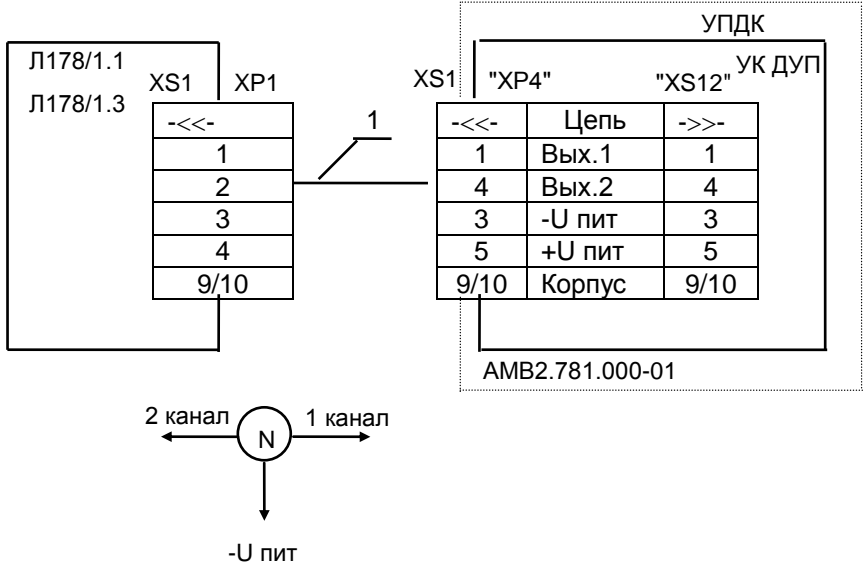 УПДК
Л178/1.1
Л178/1.3
XS1 XP1
XS1 "XP4" "XS12" УК ДУП
-<<-
1
2
3
4
9/10
1
-<<- Цепь ->>-
1 Вых.1 1
4 Вых.2 4
3 -U пит 3
5 +U пит 5
9/10 Корпус 9/10
АМВ2.781.000-01
2 канал N 1 канал
-U пит